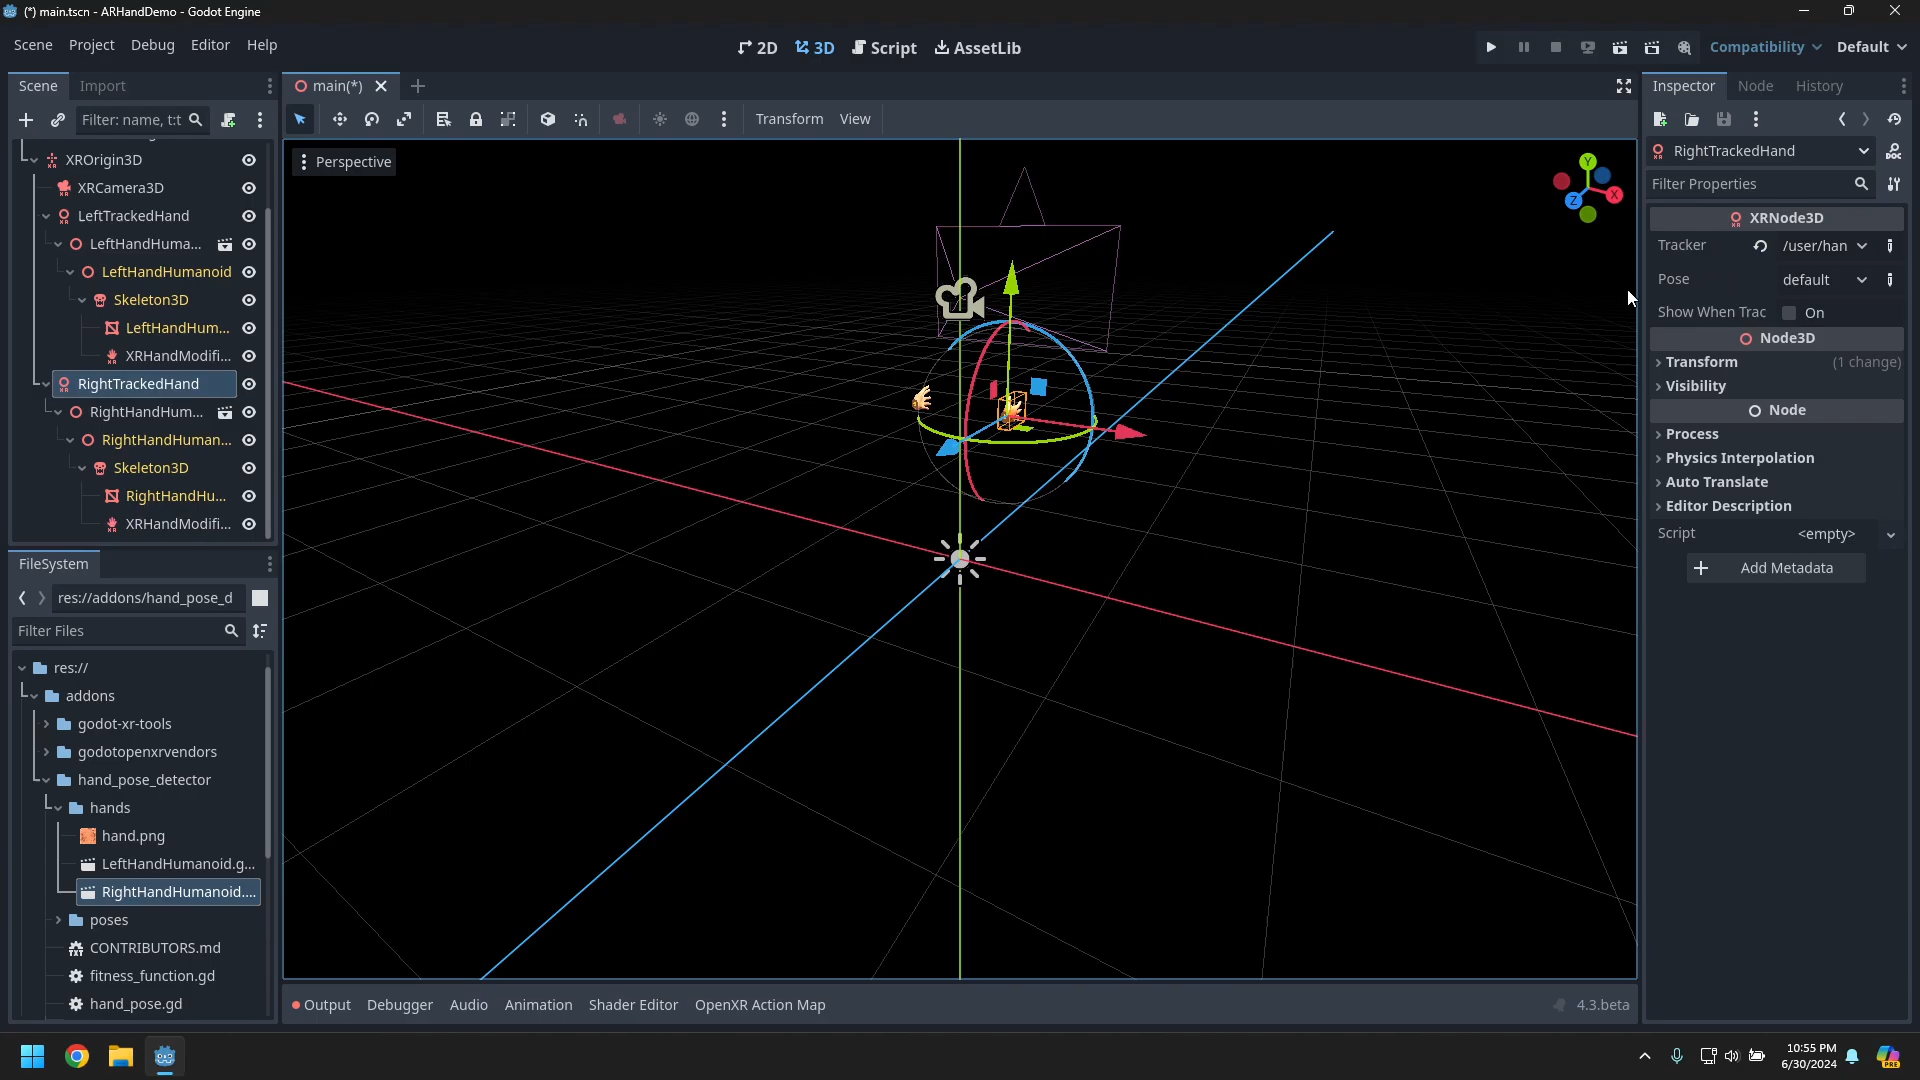 (*) main.tscn - ARHandDemo - Godot Engine
Scene Project Debug Editor Help
2D 3D Script AssetLib
Compatibility Default
Scene Import
main(*)
Inspector Node History
Filter: name, t:t
Transform View
XROrigin3D
XRCamera3D
LeftTrackedHand
LeftHandHuma...
LeftHandHumanoid
Skeleton3D
LeftHandHum...
XRHandModifi...
RightTrackedHand
RightHandHum...
RightHandHuman...
Skeleton3D
RightHandHu...
XRHandModifi...
FileSystem
res://addons/hand_pose_d
Filter Files
res://
addons
godot-xr-tools
godotopenxrvendors
hand_pose_detector
hands
hand.png
LeftHandHumanoid.g...
RightHandHumanoid....
poses
CONTRIBUTORS.md
fitness_function.gd
hand_pose.gd
Perspective
Y
X
Z
Output Debugger Audio Animation Shader Editor OpenXR Action Map
4.3.beta
RightTrackedHand
Filter Properties
XRNode3D
Tracker /user/han
Pose default
Show When Trac On
Node3D
Transform (1 change)
Visibility
Node
Process
Physics Interpolation
Auto Translate
Editor Description
Script <empty>
Add Metadata
10:55 PM
6/30/2024
PRE